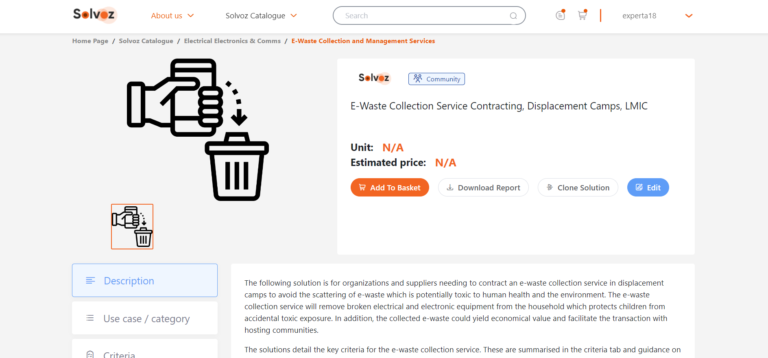 Solvoz
About us
Solvoz Catalogue
Search
experta18
Home Page / Solvoz Catalogue / Electrical Electronics & Comms / E-Waste Collection and Management Services
Solvoz
Community
E-Waste Collection Service Contracting, Displacement Camps, LMIC
Unit: N/A
Estimated price: N/A
Add To Basket
Download Report
Clone Solution
Edit
Description
Use case / category
Criteria
The following solution is for organizations and suppliers needing to contract an e-waste collection service in displacement
camps to avoid the scattering of e-waste which is potentially toxic to human health and the environment. The e-waste
collection service will remove broken electrical and electronic equipment from the household which protects children from
accidental toxic exposure. In addition, the collected e-waste could yield economical value and facilitate the transaction with
hosting communities.
The solutions detail the key criteria for the e-waste collection service. These are summarised in the criteria tab and guidance on